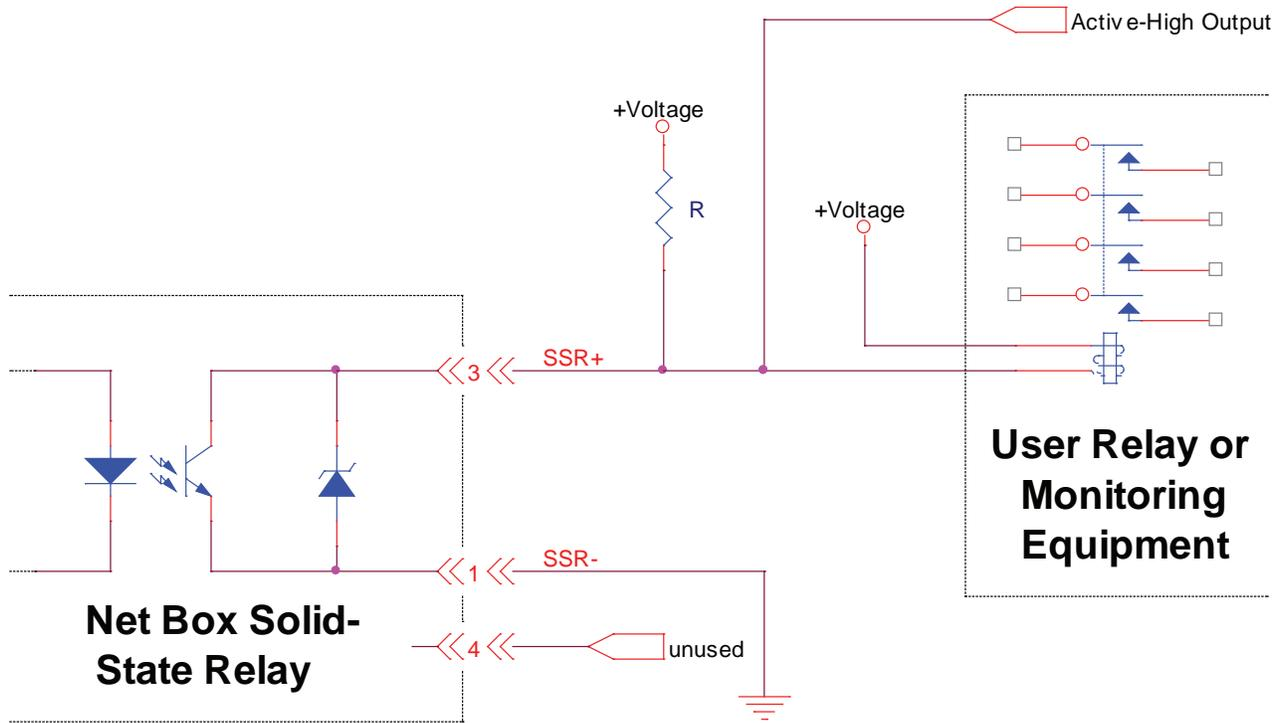 Active-High Output
+Voltage
R
+Voltage
3
SSR+
User Relay or
Monitoring
Equipment
1
SSR-
Net Box Solid-
State Relay
4
unused